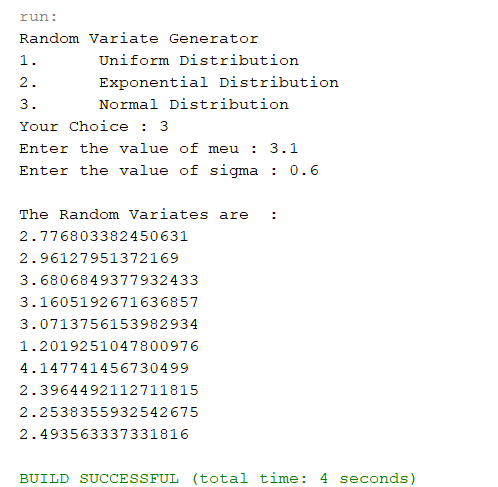 run:
Random Variate Generator
1. Uniform Distribution
2. Exponential Distribution
3. Normal Distribution
Your Choice : 3
Enter the value of meu : 3.1
Enter the value of sigma : 0.6
The Random Variates are :
2.776803382450631
2.96127951372169
3.6806849377932433
3.1605192671636857
3.0713756153982934
1.2019251047800976
4.147741456730499
2.3964492112711815
2.2538355932542675
2.493563337331816
BUILD SUCCESSFUL (total time: 4 seconds)